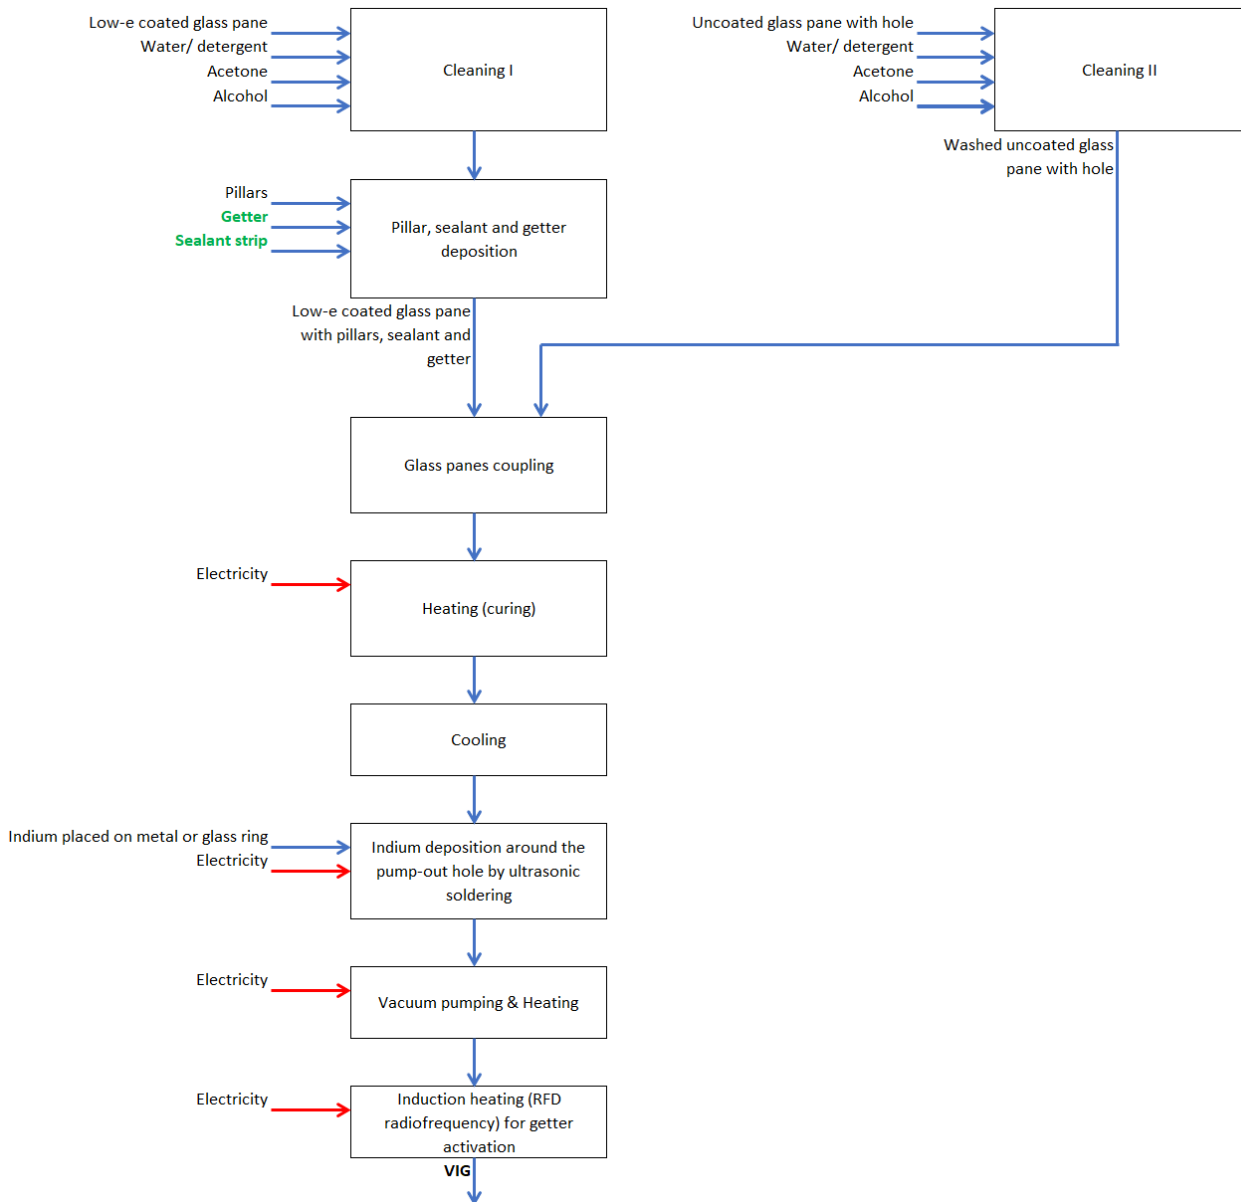 Low-e coated glass pane
Water/ detergent
Acetone
Alcohol
Cleaning I
Uncoated glass pane with hole
Water/ detergent
Acetone
Alcohol
Cleaning II
Washed uncoated glass
pane with hole
Pillars
Getter
Sealant strip
Pillar, sealant and getter
deposition
Low-e coated glass pane
with pillars, sealant and
getter
Glass panes coupling
Electricity
Heating (curing)
Cooling
Indium placed on metal or glass ring
Electricity
Indium deposition around the
pump-out hole by ultrasonic
soldering
Electricity
Vacuum pumping & Heating
Electricity
Induction heating (RFD
radiofrequency) for getter
activation
VIG